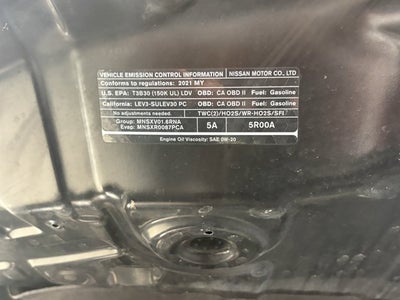 VEHICLE EMISSION CONTROL INFORMATION NISSAN MOTOR CO., LTD
Conforms to regulations: 2021 MY
U.S. EPA: T3B30 (150K UL) LDV OBD: CA OBD II Fuel: Gasoline
California: LEV3-SULEV30 PC OBD: CA OBD II Fuel: Gasoline
No adjustments necessary. TWC(2)/HO2S/WR-HO2S/SFI
Group: MNSXV01.6RNA
Evap: MNSXR0087PCA 5A 5R00A
Engine Oil Viscosity: SAE 0W-20